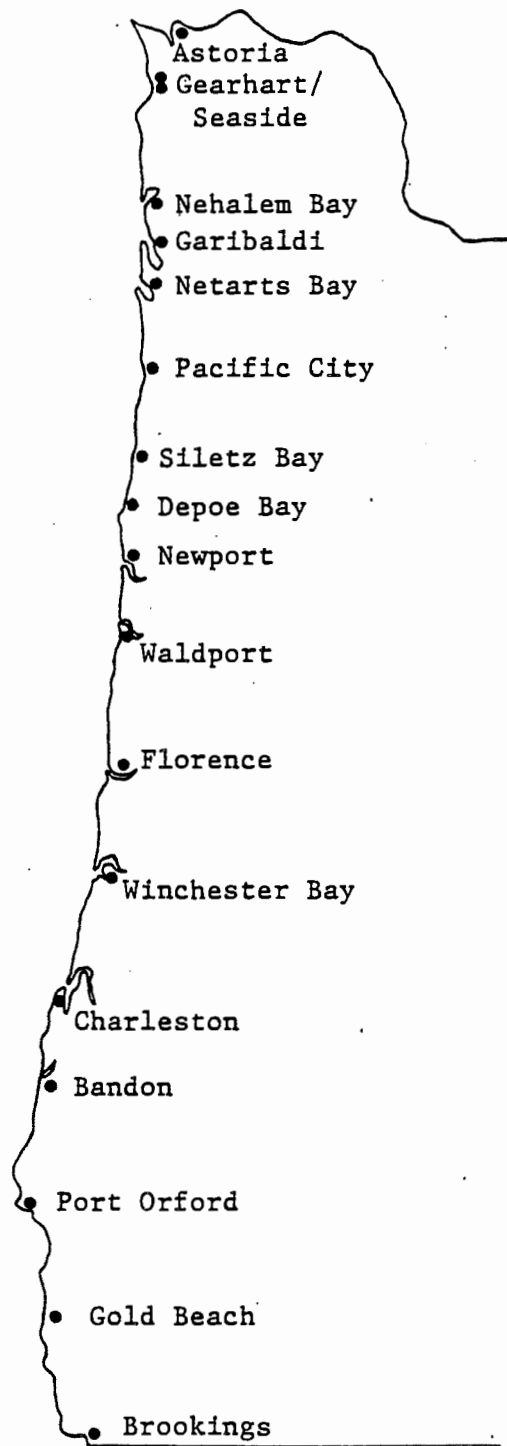 Astoria
Gearhart/
Seaside
Nehalem Bay
Garibaldi
Netarts Bay
Pacific City
Siletz Bay
Depoe Bay
Newport
Waldport
Florence
Winchester Bay
Charleston
Bandon
Port Orford
Gold Beach
Brookings